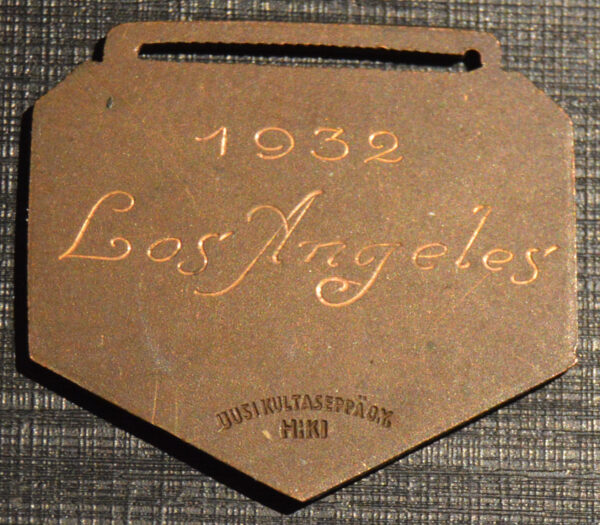 1932
Los Angeles
UUSI KULTASEPPÄ O.Y.
H:KI